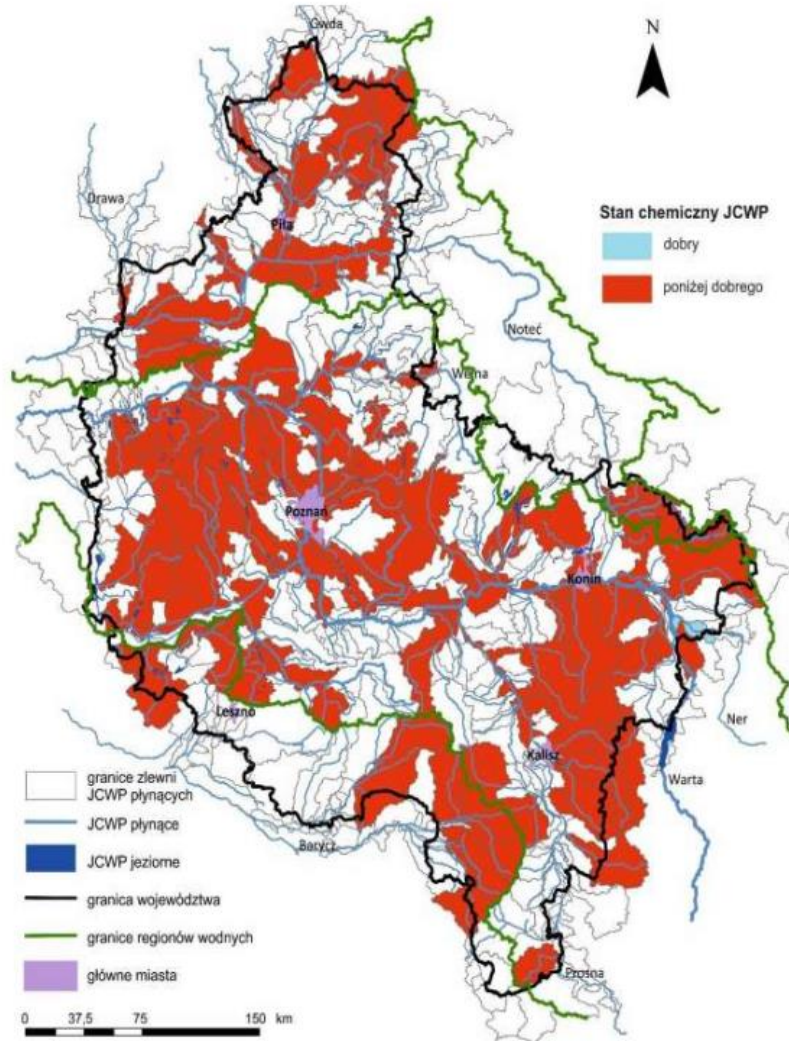 Gwda
N
Drawa
Stan chemiczny JCWP
dobry
Piła
poniżej dobrego
Noteć
Wełna
Poznań
Konin
Leszno
Ner
Kalisz
granice zlewni
JCWP płynących
Warta
JCWP płynące
Barycz
JCWP jeziorne
granica województwa
granice regionów wodnych
główne miasta
Prosna
0 37,5 75 150 km